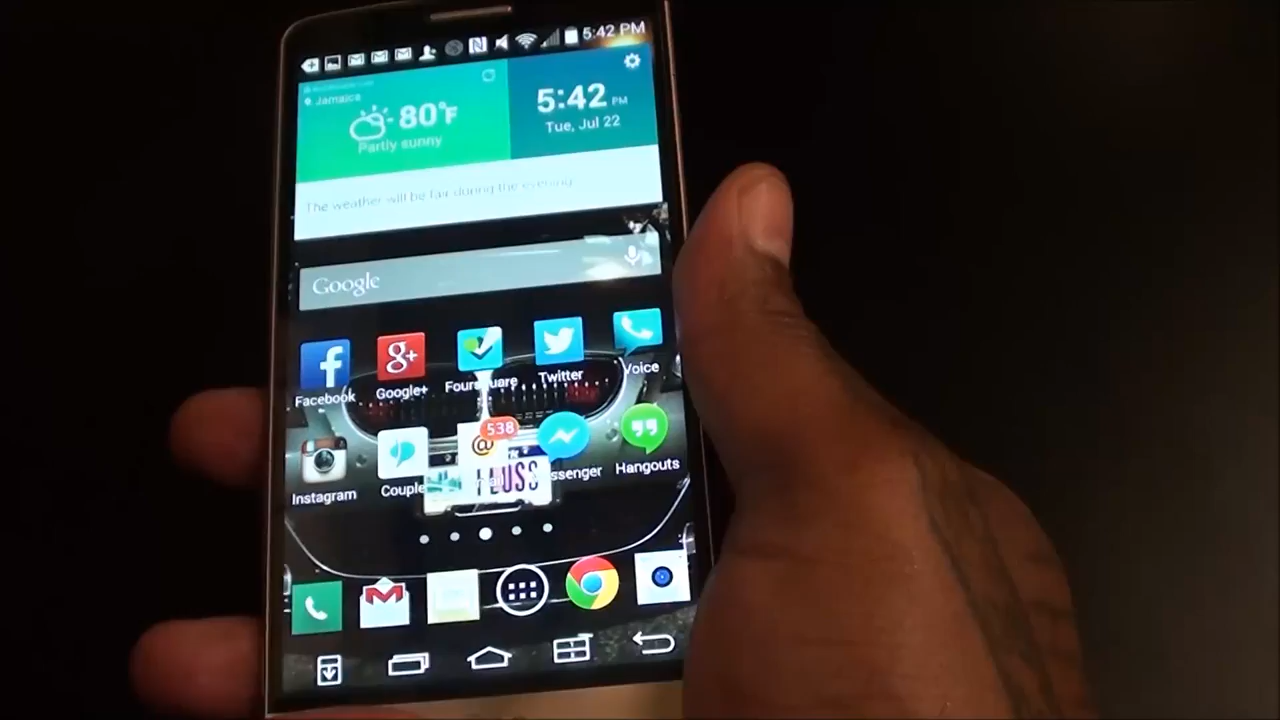 5:42 PM
Jamaica
80°F
Partly sunny
5:42 PM
Tue, Jul 22
The weather will be fair during the evening
Google
Facebook
Google+
Foursquare
Twitter
Voice
Instagram
Couple
538
Hangouts